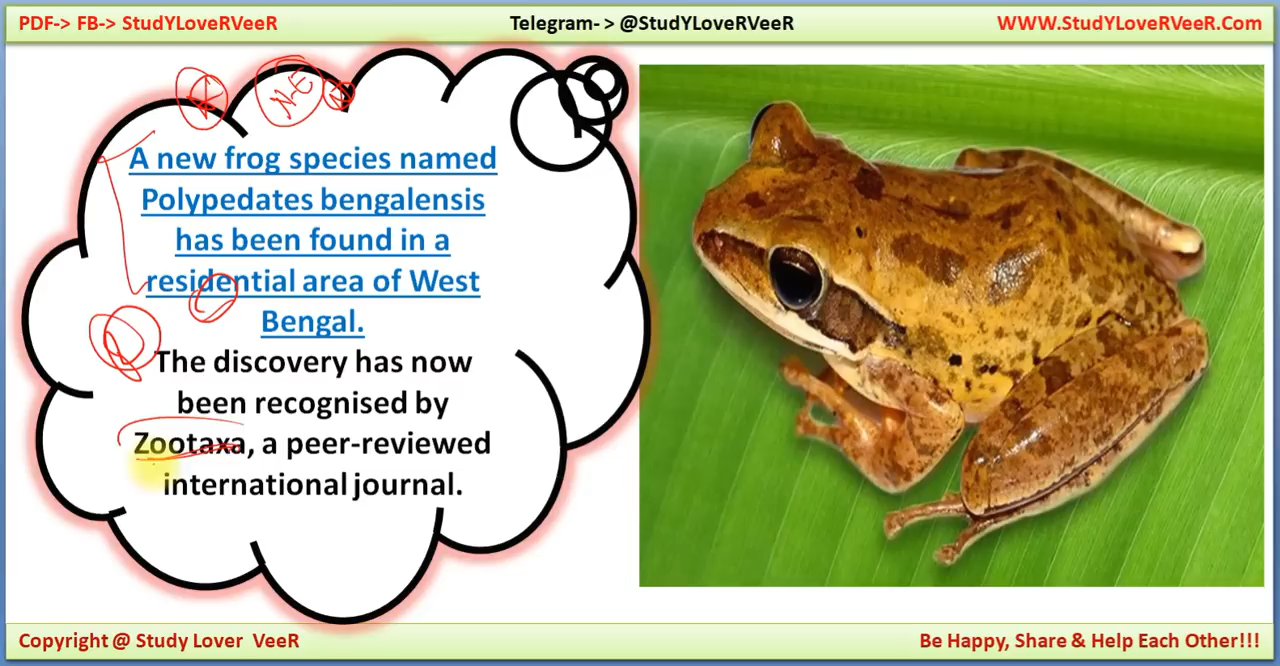 PDF-> FB-> StudYLoveRVeeR
Telegram- > @StudYLoveRVeeR
WWW.StudYLoveRVeeR.Com
N-E
A new frog species named
Polypedates bengalensis
has been found in a
residential area of West
Bengal.
The discovery has now
been recognised by
Zootaxa, a peer-reviewed
international journal.
Copyright @ Study Lover VeeR
Be Happy, Share & Help Each Other!!!